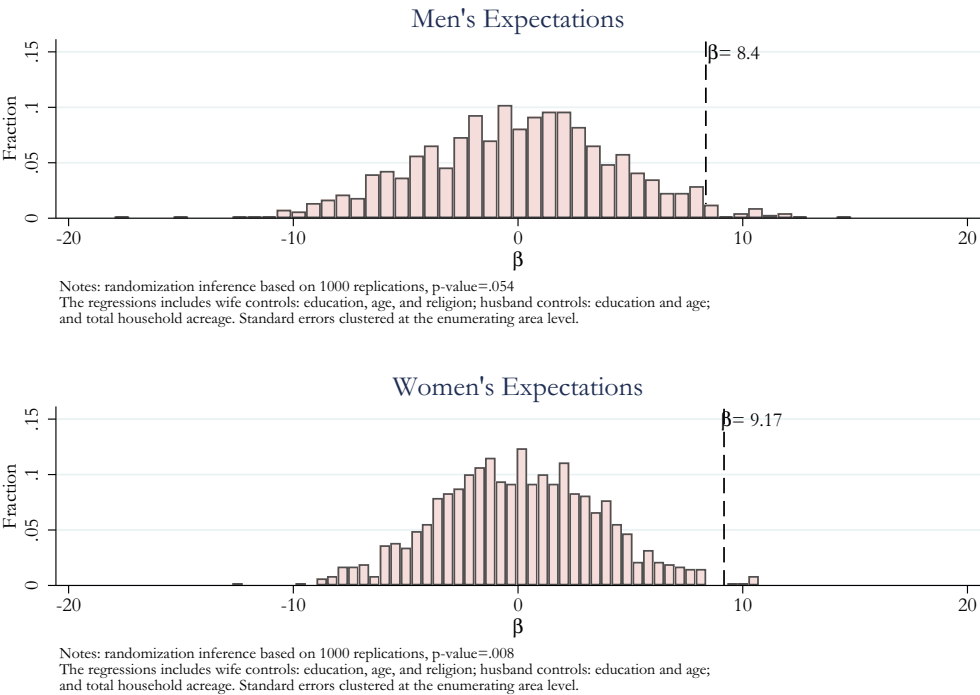 Men's Expectations
.15
β= 8.4
.1
Fraction
.05
0
-20
-10
0
10
20
β
Notes: randomization inference based on 1000 replications, p-value=.054
The regressions includes wife controls: education, age, and religion; husband controls: education and age;
and total household acreage. Standard errors clustered at the enumerating area level.
Women's Expectations
.15
β= 9.17
.1
Fraction
.05
0
-20
-10
0
10
20
β
Notes: randomization inference based on 1000 replications, p-value=.008
The regressions includes wife controls: education, age, and religion; husband controls: education and age;
and total household acreage. Standard errors clustered at the enumerating area level.